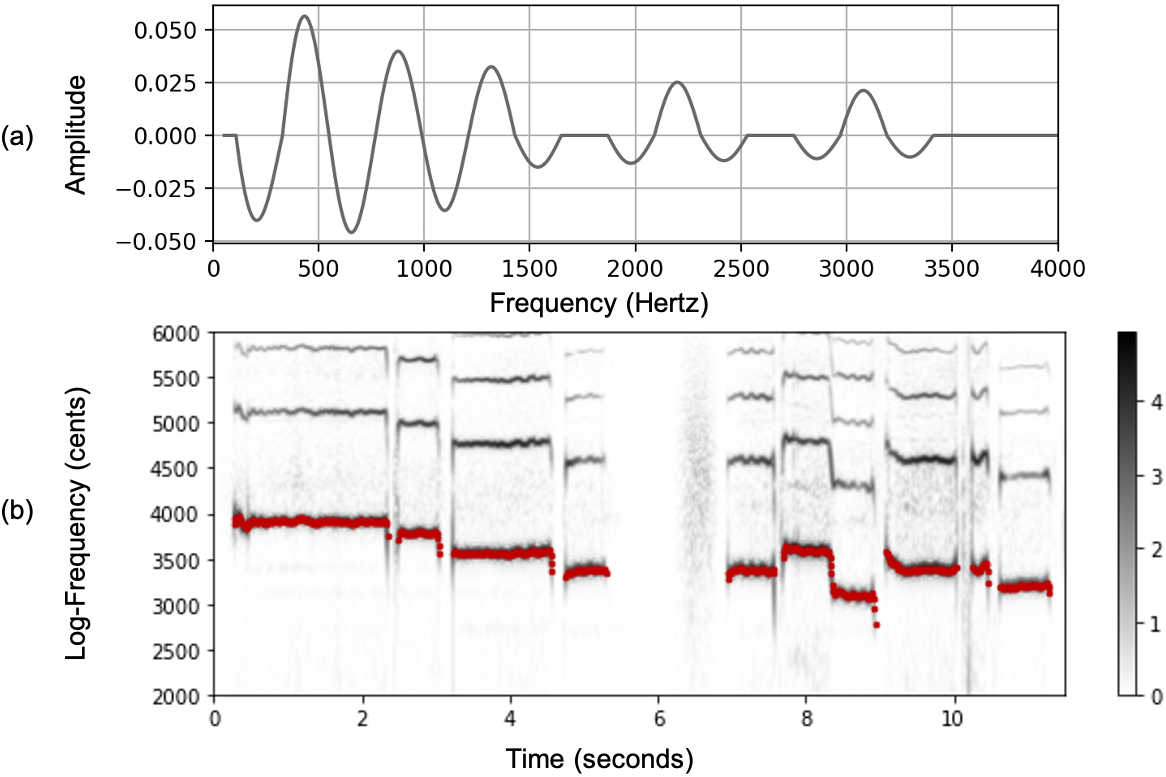 (a)
Amplitude
0.050
0.025
0.000
−0.025
−0.050
0 500 1000 1500 2000 2500 3000 3500 4000
Frequency (Hertz)
(b)
Log-Frequency (cents)
6000
5500
5000
4500
4000
3500
3000
2500
2000
0 2 4 6 8 10
Time (seconds)
4
3
2
1
0